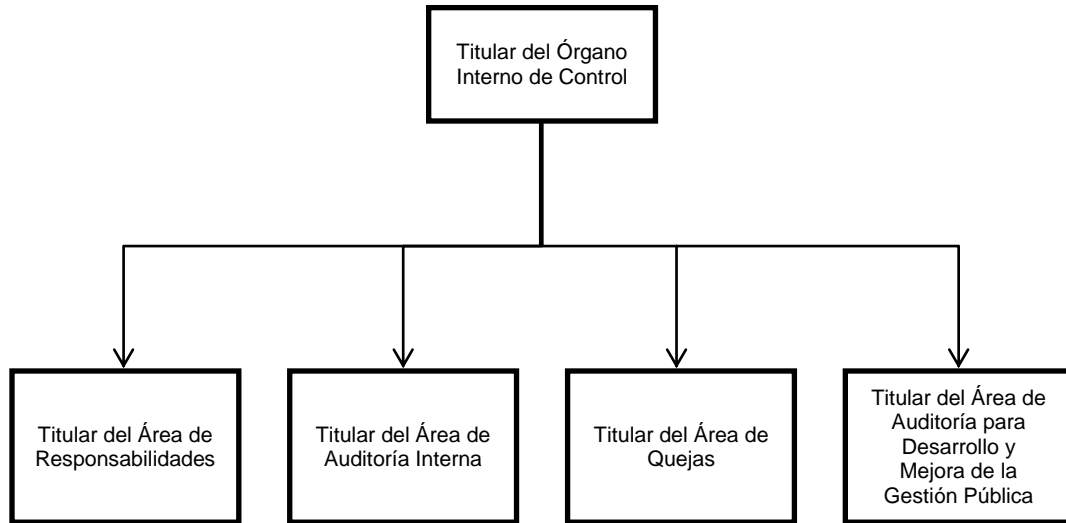 Titular del Órgano
Interno de Control
Titular del Área de
Responsabilidades
Titular del Área de
Auditoría Interna
Titular del Área de
Quejas
Titular del Área de
Auditoría para
Desarrollo y
Mejora de la
Gestión Pública